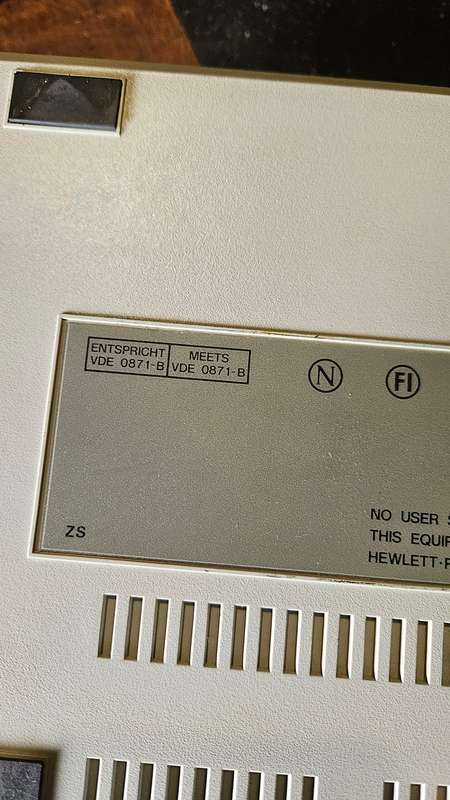 ENTSPRICHT
VDE 0871-B
MEETS
VDE 0871-B
N
FI
NO USER
THIS EQUIP
HEWLETT-P
ZS